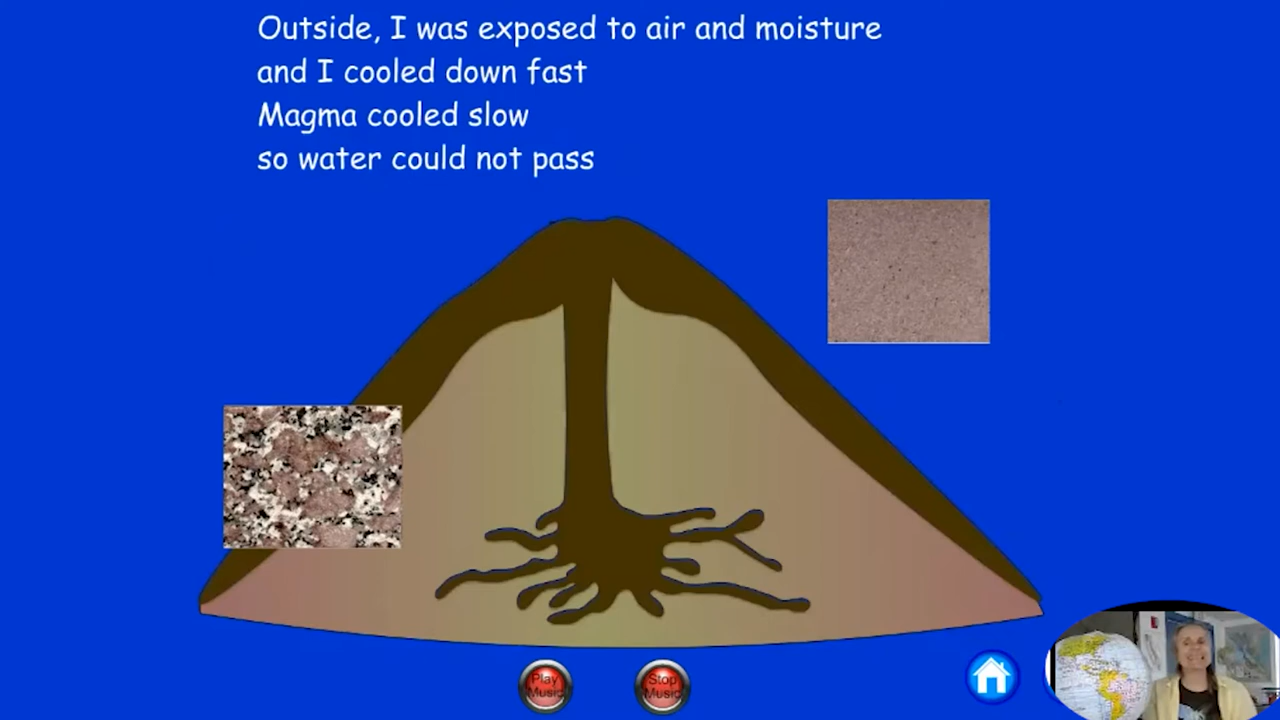 Outside, I was exposed to air and moisture
and I cooled down fast
Magma cooled slow
so water could not pass
Play
Music
Stop
Music